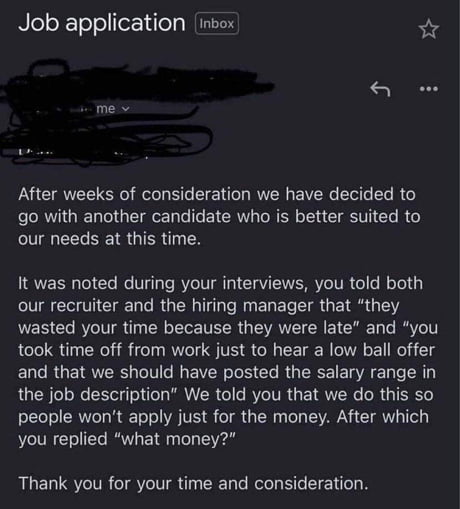 Job application Inbox
me
After weeks of consideration we have decided to
go with another candidate who is better suited to
our needs at this time.
It was noted during your interviews, you told both
our recruiter and the hiring manager that “they
wasted your time because they were late” and “you
took time off from work just to hear a low ball offer
and that we should have posted the salary range in
the job description” We told you that we do this so
people won’t apply just for the money. After which
you replied “what money?”
Thank you for your time and consideration.